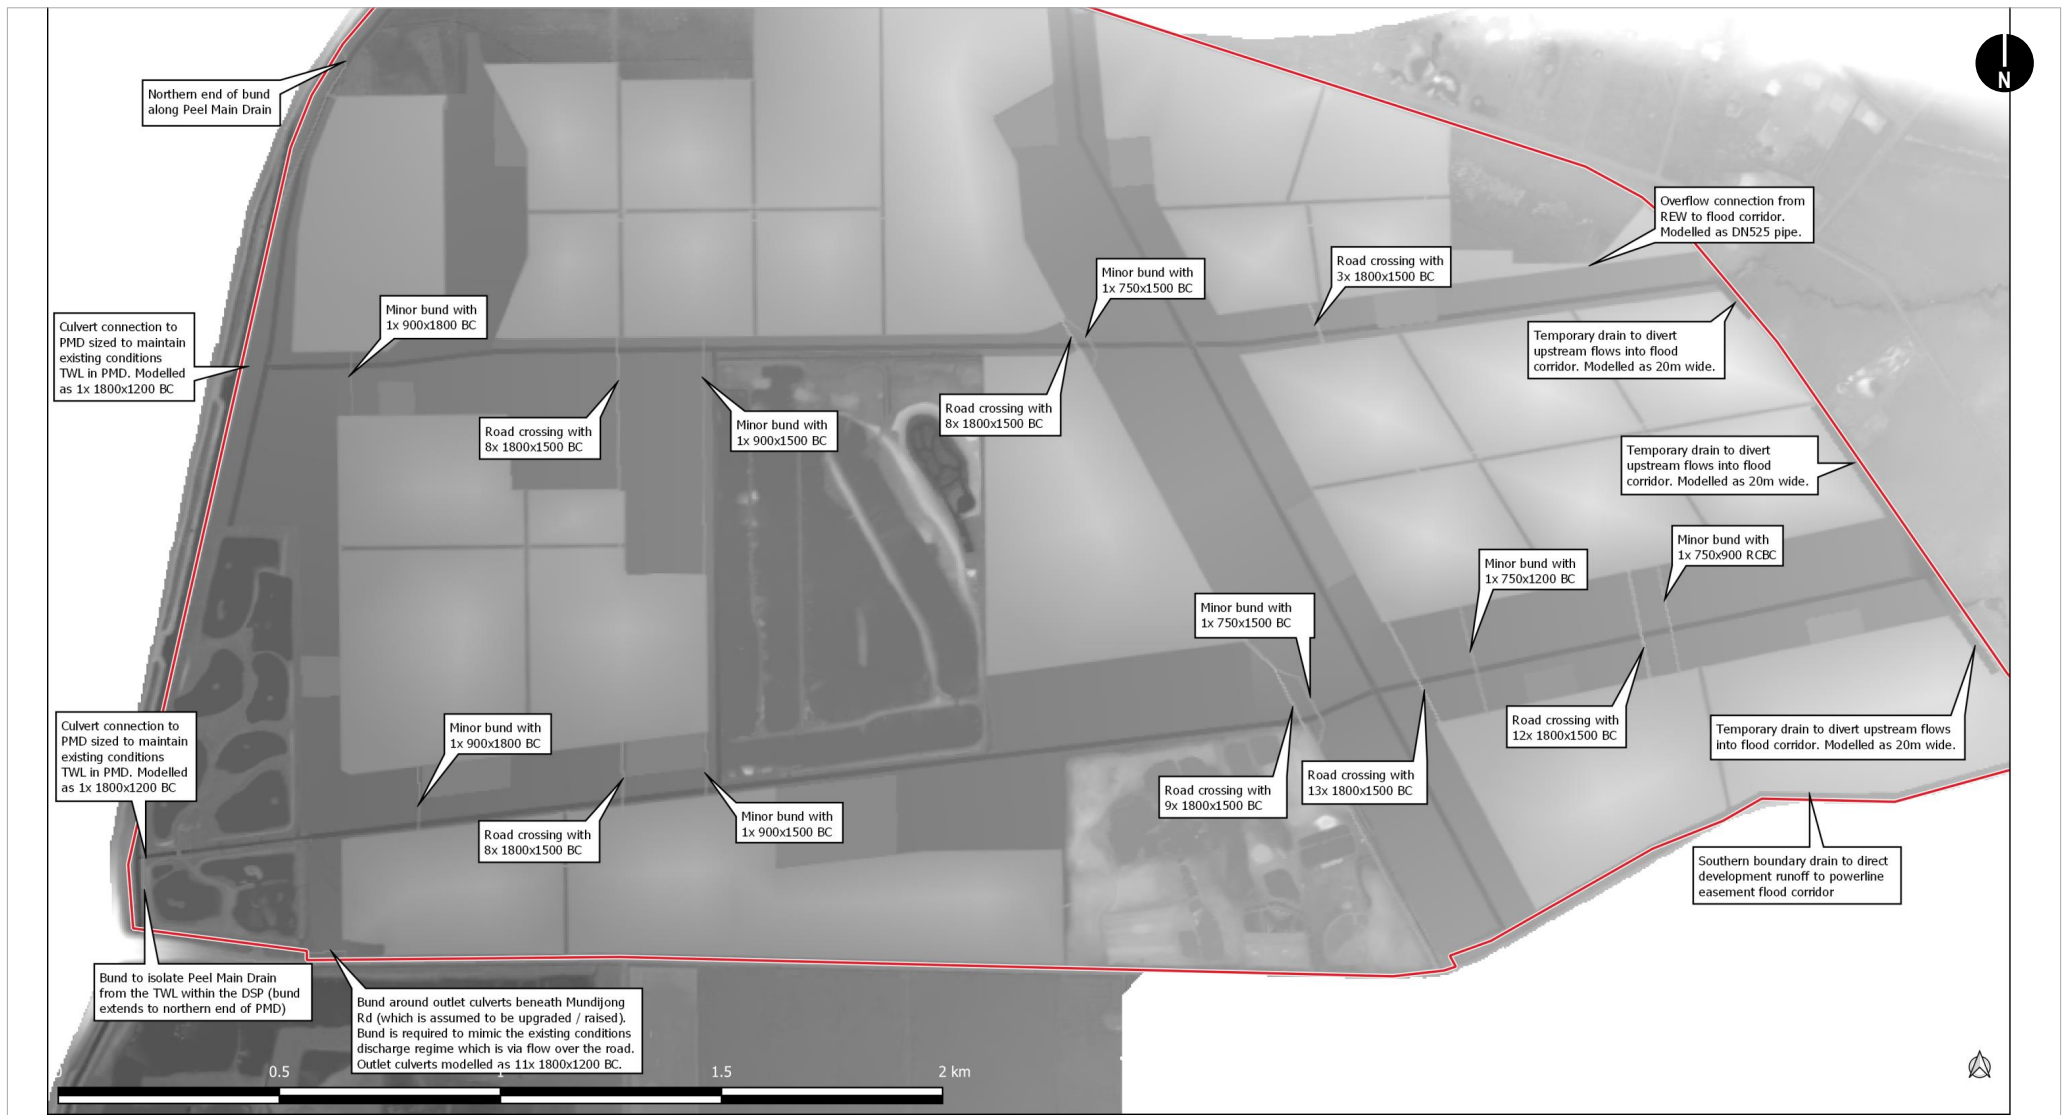 N
Northern end of bund
along Peel Main Drain
Overflow connection from
REW to flood corridor.
Modelled as DN525 pipe.
Road crossing with
3x 1800x1500 BC
Minor bund with
1x 750x1500 BC
Minor bund with
1x 900x1800 BC
Culvert connection to
PMD sized to maintain
existing conditions
TWL in PMD. Modelled
as 1x 1800x1200 BC
Temporary drain to divert
upstream flows into flood
corridor. Modelled as 20m wide.
Road crossing with
8x 1800x1500 BC
Minor bund with
1x 900x1500 BC
Road crossing with
8x 1800x1500 BC
Temporary drain to divert
upstream flows into flood
corridor. Modelled as 20m wide.
Minor bund with
1x 750x900 RCBC
Minor bund with
1x 750x1200 BC
Minor bund with
1x 750x1500 BC
Culvert connection to
PMD sized to maintain
existing conditions
TWL in PMD. Modelled
as 1x 1800x1200 BC
Minor bund with
1x 900x1800 BC
Road crossing with
12x 1800x1500 BC
Temporary drain to divert upstream flows
into flood corridor. Modelled as 20m wide.
Road crossing with
9x 1800x1500 BC
Road crossing with
13x 1800x1500 BC
Road crossing with
8x 1800x1500 BC
Minor bund with
1x 900x1500 BC
Southern boundary drain to direct
development runoff to powerline
easement flood corridor
Bund to isolate Peel Main Drain
from the TWL within the DSP (bund
extends to northern end of PMD)
Bund around outlet culverts beneath Mundijong
Rd (which is assumed to be upgraded / raised).
Bund is required to mimic the existing conditions
discharge regime which is via flow over the road.
Outlet culverts modelled as 11x 1800x1200 BC.
0 0.5 1 1.5 2 km